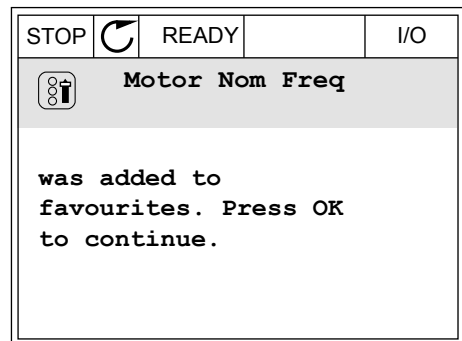 STOP READY I/O
Motor Nom Freq
was added to
favourites. Press OK
to continue.